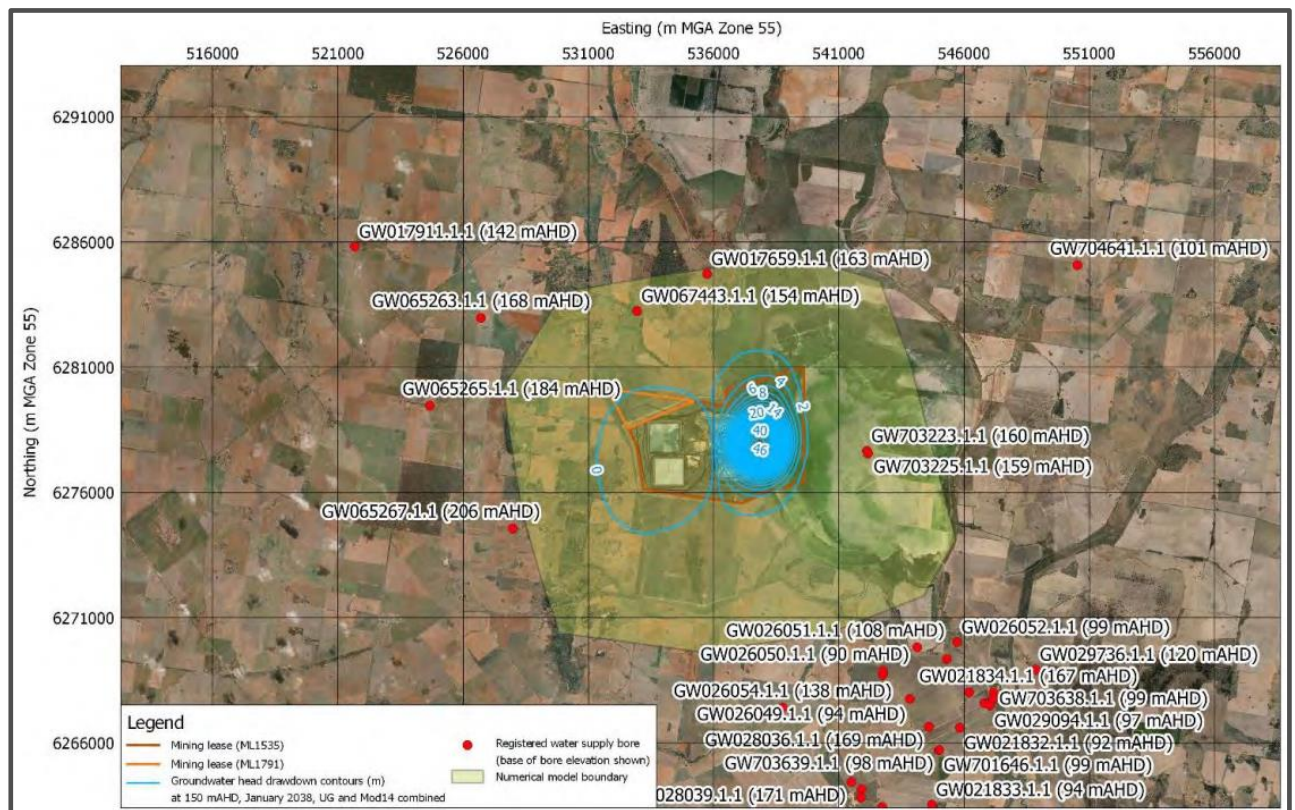 Easting (m MGA Zone 55)
516000 521000 526000 531000 536000 541000 546000 551000 556000
Northing (m MGA Zone 55)
6291000
6286000
6281000
6276000
6271000
6266000
GW017911.1.1 (142 mAHD)
GW704641.1.1 (101 mAHD)
GW017659.1.1 (163 mAHD)
GW065263.1.1 (168 mAHD)
GW067443.1.1 (154 mAHD)
GW065265.1.1 (184 mAHD)
6
8
4
2
20
14
40
46
0
GW703223.1.1 (160 mAHD)
GW703225.1.1 (159 mAHD)
GW065267.1.1 (206 mAHD)
GW026051.1.1 (108 mAHD)
GW026052.1.1 (99 mAHD)
GW026050.1.1 (90 mAHD)
GW029736.1.1 (120 mAHD)
GW021834.1.1 (167 mAHD)
GW026054.1.1 (138 mAHD)
GW703638.1.1 (99 mAHD)
GW026049.1.1 (94 mAHD)
GW029094.1.1 (97 mAHD)
GW028036.1.1 (169 mAHD)
GW021832.1.1 (92 mAHD)
GW703639.1.1 (98 mAHD)
GW701646.1.1 (99 mAHD)
028039.1.1 (171 mAHD)
GW021833.1.1 (94 mAHD)
Legend
Mining lease (ML1535)
Mining lease (ML1791)
Groundwater head drawdown contours (m)
at 150 mAHD, January 2038, UG and Mod14 combined
Registered water supply bore
(base of bore elevation shown)
Numerical model boundary